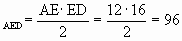 AED = AE · ED / 2 = 12 · 16 / 2 = 96